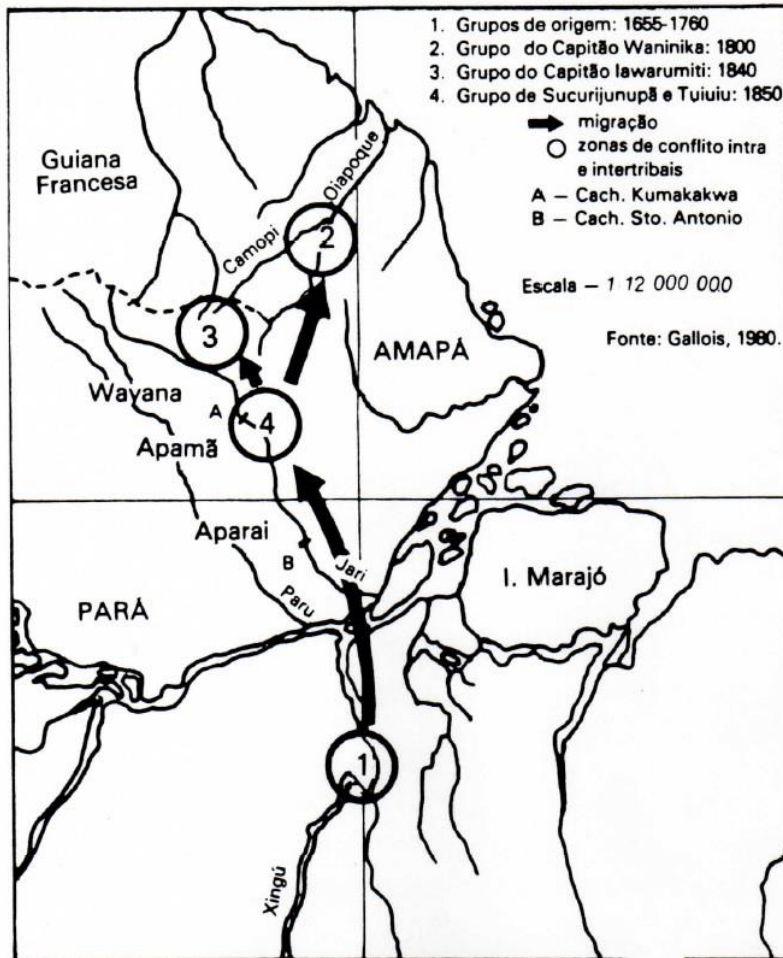 1. Grupos de origem: 1655-1760
2. Grupo do Capitão Waninika: 1800
3. Grupo do Capitão Iawarumiti: 1840
4. Grupo de Sucurijunupã e Tuiuiu: 1850
migração
zonas de conflito intra
e intertribais
A – Cach. Kumakakwa
B – Cach. Sto. Antonio
Escala – 1 12 000 000
Fonte: Gallois, 1980.
Guiana
Francesa
Oiapoque
Camopi
2
3
AMAPÁ
Wayana
A
4
Apamã
Aparai
B
Jari
I. Marajó
Paru
PARÁ
1
Xingú